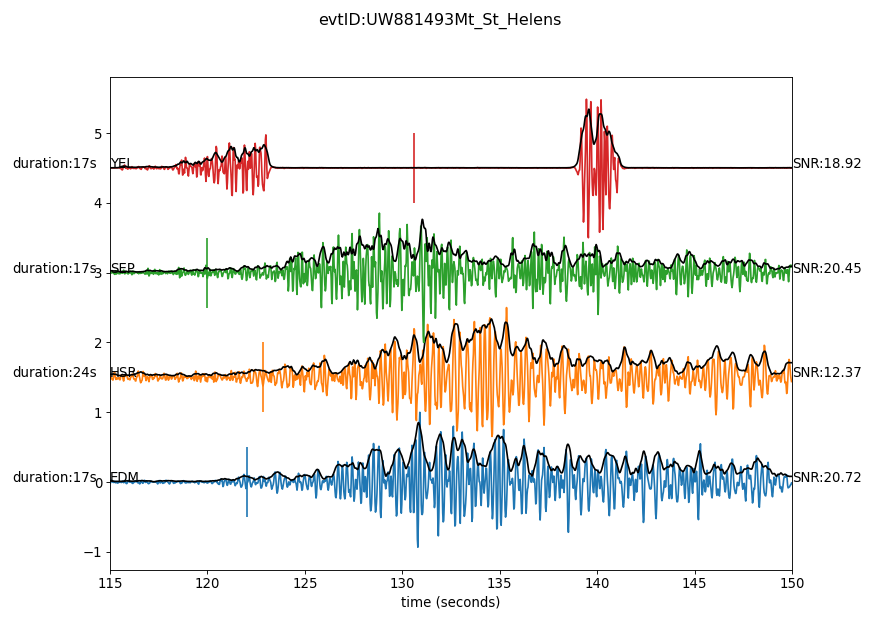 evtID:UW881493Mt_St_Helens
5
duration:17s YEL SNR:18.92
4
duration:17s SEP SNR:20.45
3
2
duration:24s HSR SNR:12.37
1
duration:17s EDM SNR:20.72
0
−1
115 120 125 130 135 140 145 150
time (seconds)